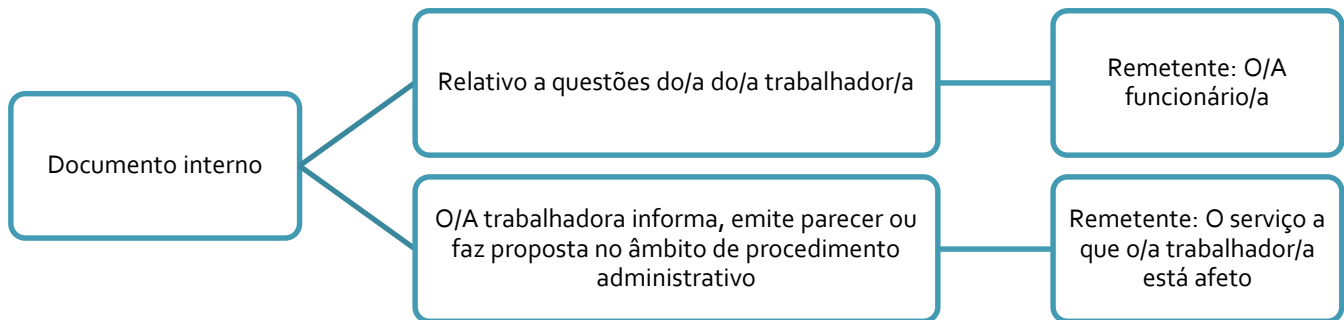 Documento interno
Relativo a questões do/a do/a trabalhador/a
Remetente: O/A
funcionário/a
O/A trabalhadora informa, emite parecer ou
faz proposta no âmbito de procedimento
administrativo
Remetente: O serviço a
que o/a trabalhador/a
está afeto